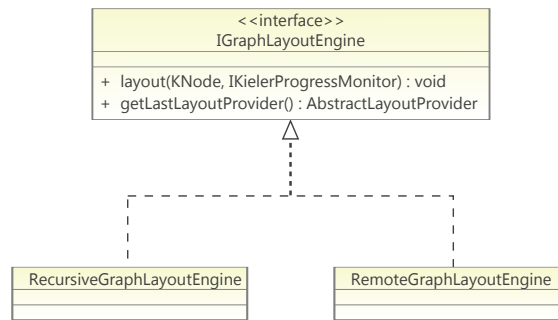 <<interface>>
IGraphLayoutEngine
+ layout(KNode, IKielerProgressMonitor) : void
+ getLastLayoutProvider() : AbstractLayoutProvider
RecursiveGraphLayoutEngine
RemoteGraphLayoutEngine